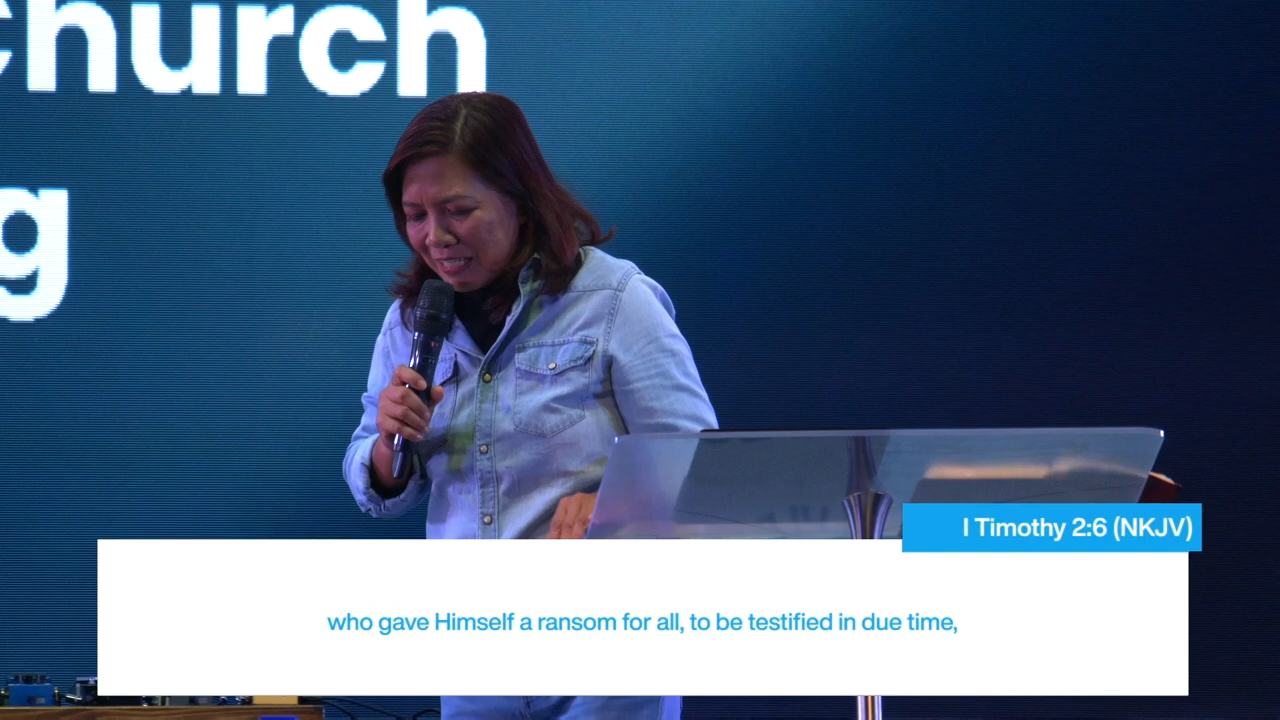 church
g
I Timothy 2:6 (NKJV)
who gave Himself a ransom for all, to be testified in due time,